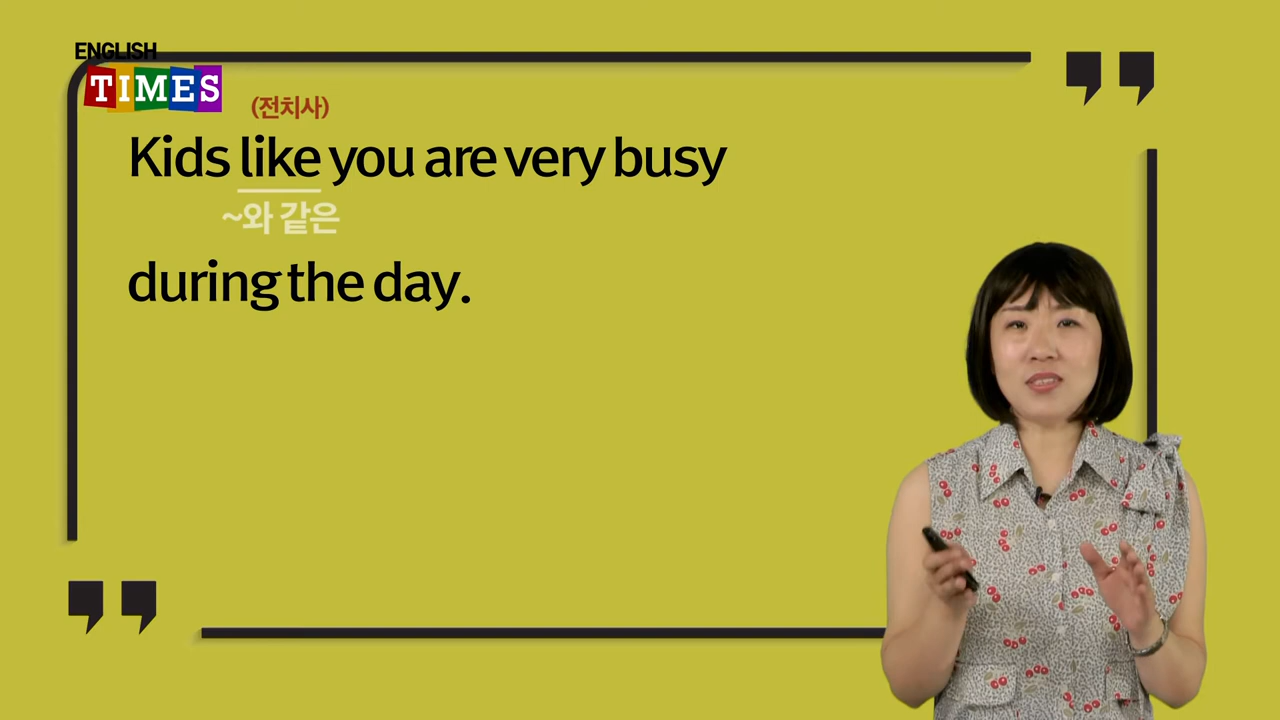 ENGLISH
TIMES
(전치사)
Kids like you are very busy
~와 같은
during the day.